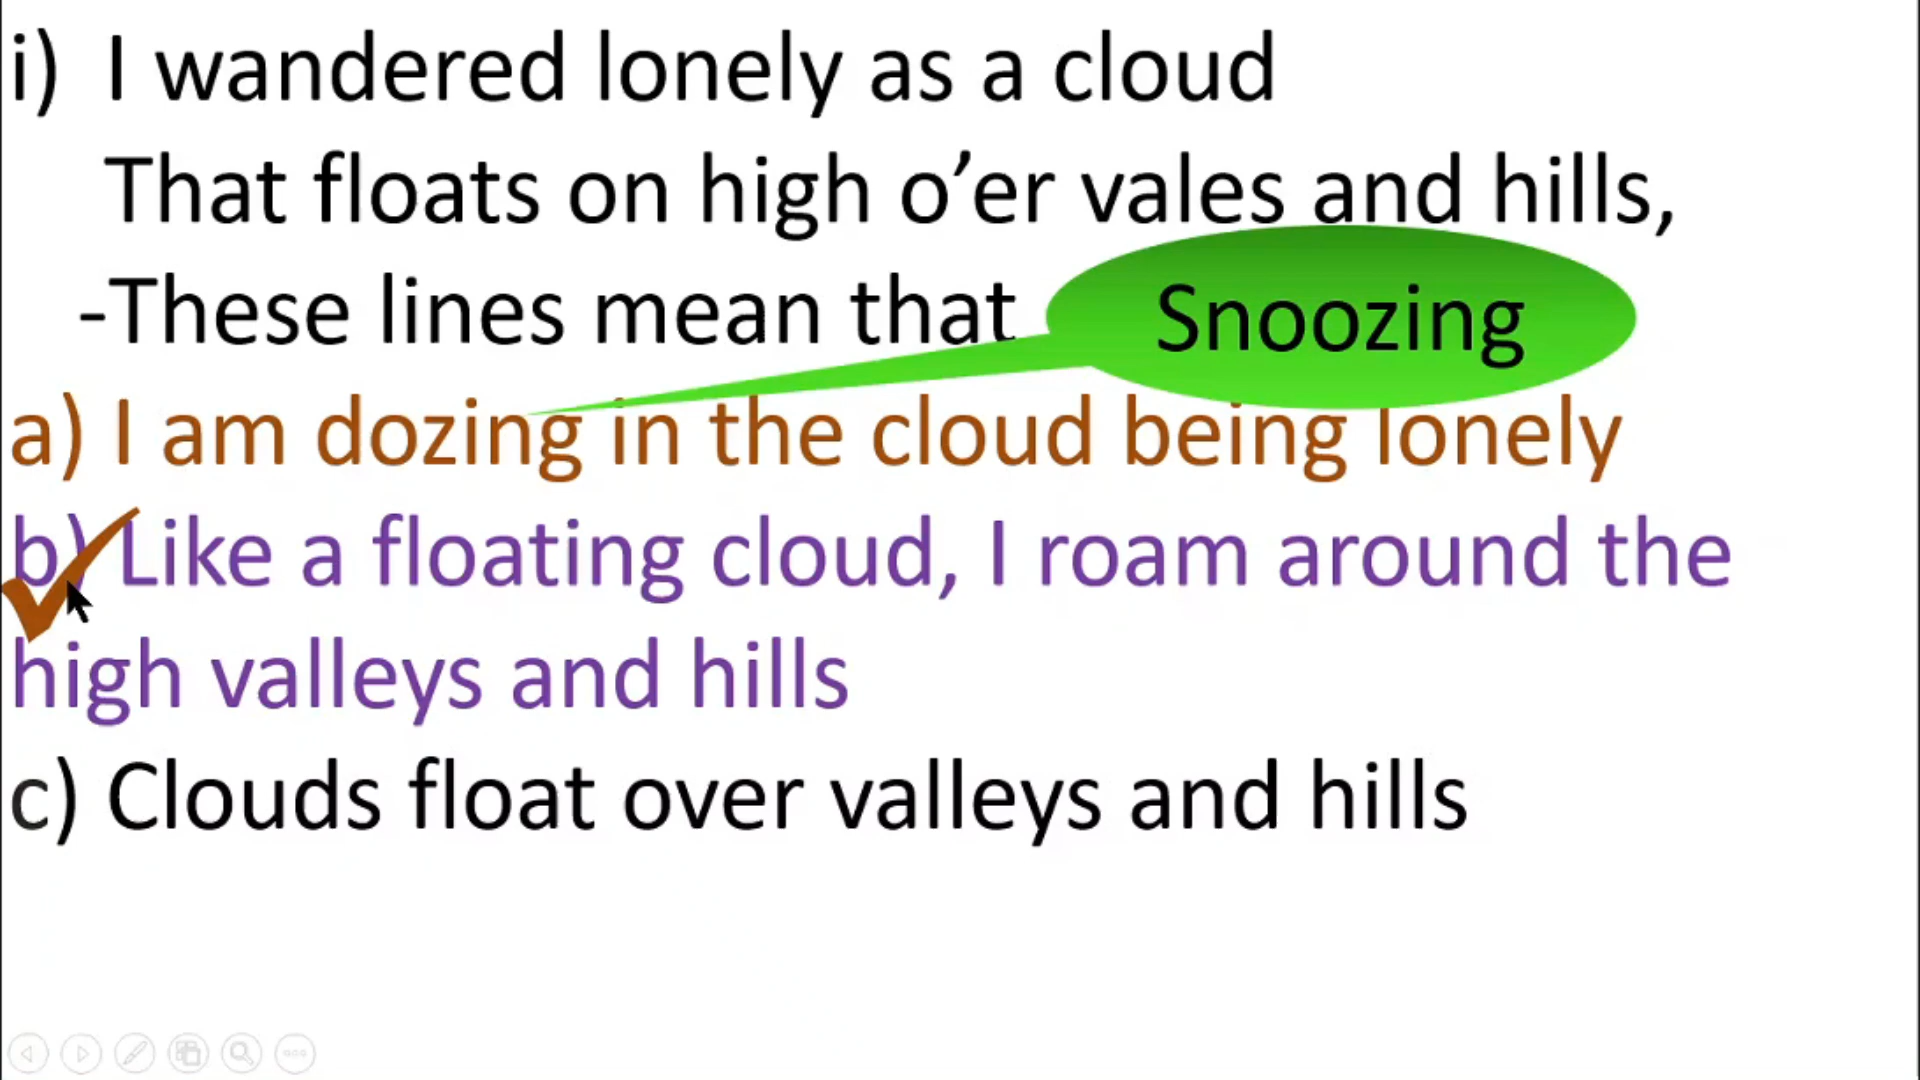 i) I wandered lonely as a cloud
That floats on high o’er vales and hills,
-These lines mean that
Snoozing
a) I am dozing in the cloud being lonely
b) Like a floating cloud, I roam around the
high valleys and hills
c) Clouds float over valleys and hills